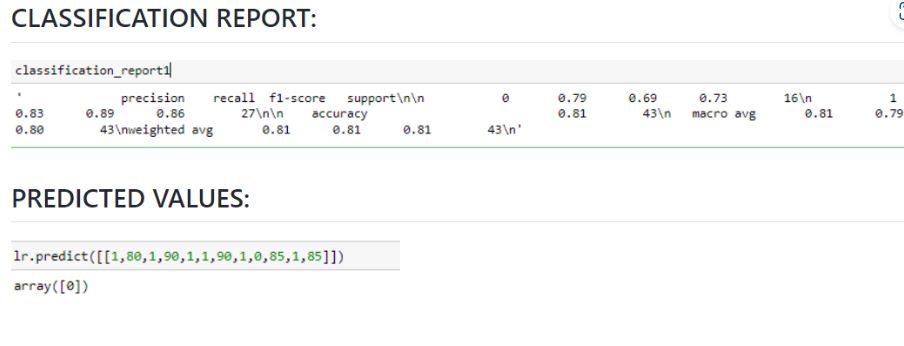 CLASSIFICATION REPORT:
classification_report1
' precision recall f1-score support\n\n 0 0.79 0.69 0.73 16\n 1
0.83 0.89 0.86 27\n\n accuracy 0.81 43\n macro avg 0.81 0.79
0.80 43\nweighted avg 0.81 0.81 0.81 43\n'
PREDICTED VALUES:
lr.predict([[1,80,1,90,1,1,90,1,0,85,1,85]])
array([0])